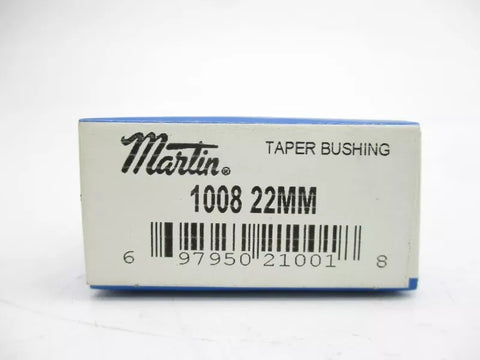 Martin® TAPER BUSHING
1008 22MM
6 97950 21001 8